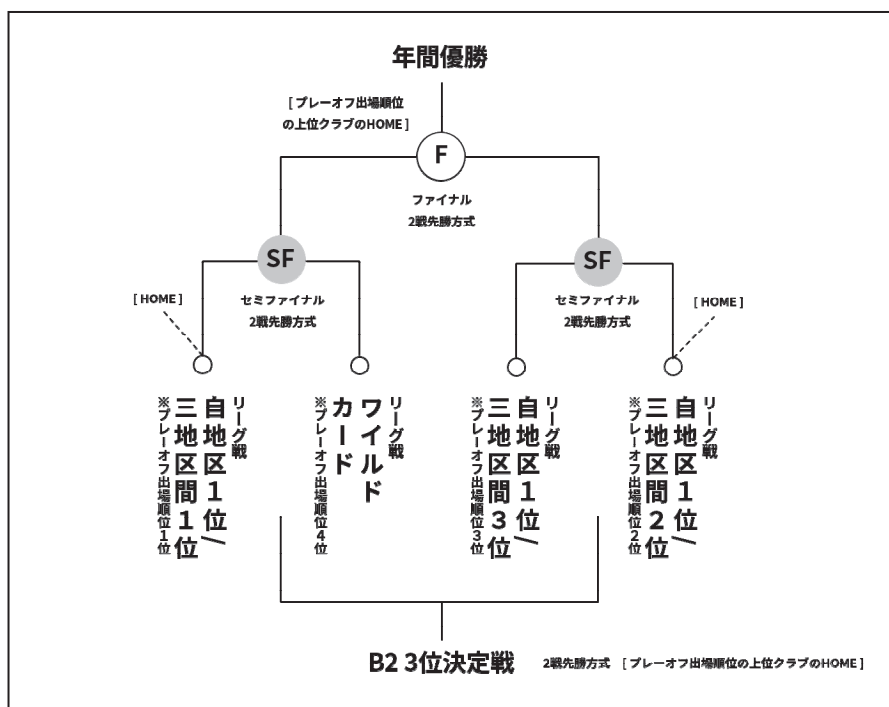 年間優勝
[ プレーオフ出場順位
の上位クラブのHOME ]
F
ファイナル
2戦先勝方式
SF
セミファイナル
2戦先勝方式
[ HOME ]
SF
セミファイナル
2戦先勝方式
[ HOME ]
リーグ戦
自地区1位/
三地区間1位
※プレーオフ出場順位1位
リーグ戦
ワイルド
カード
※プレーオフ出場順位4位
リーグ戦
自地区1位/
三地区間3位
※プレーオフ出場順位3位
リーグ戦
自地区1位/
三地区間2位
※プレーオフ出場順位2位
B2 3位決定戦 2戦先勝方式 [ プレーオフ出場順位の上位クラブのHOME ]